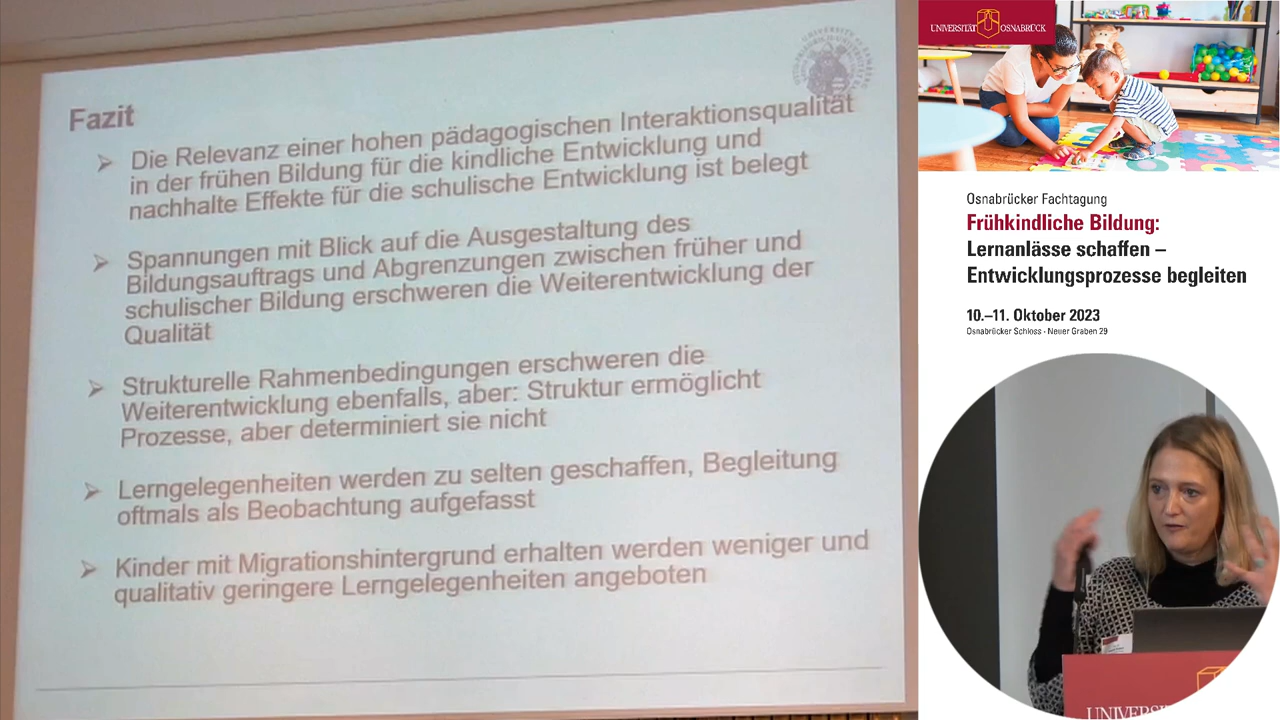 Fazit
➢ Die Relevanz einer hohen pädagogischen Interaktionsqualität
in der frühen Bildung für die kindliche Entwicklung und
nachhalte Effekte für die schulische Entwicklung ist belegt
➢ Spannungen mit Blick auf die Ausgestaltung des
Bildungsauftrags und Abgrenzungen zwischen früher und
schulischer Bildung erschweren die Weiterentwicklung der
Qualität
➢ Strukturelle Rahmenbedingungen erschweren die
Weiterentwicklung ebenfalls, aber: Struktur ermöglicht
Prozesse, aber determiniert sie nicht
➢ Lerngelegenheiten werden zu selten geschaffen, Begleitung
oftmals als Beobachtung aufgefasst
➢ Kinder mit Migrationshintergrund erhalten werden weniger und
qualitativ geringere Lerngelegenheiten angeboten
UNIVERSITÄT OSNABRÜCK
Osnabrücker Fachtagung
Frühkindliche Bildung:
Lernanlässe schaffen –
Entwicklungsprozesse begleiten
10.–11. Oktober 2023
Osnabrücker Schloss · Neuer Graben 29